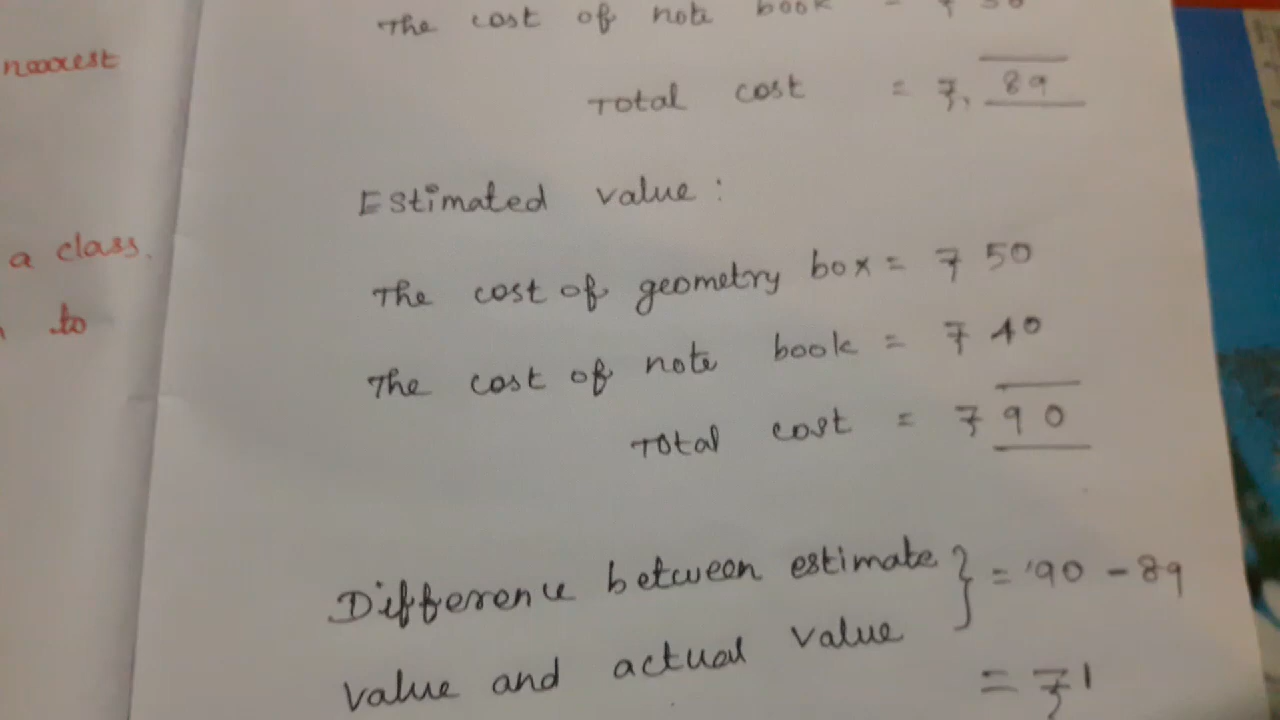 nearest
a class.
to
The cost of note book = ₹
Total cost = ₹ 89
Estimated value :
The cost of geometry box = ₹ 50
The cost of note book = ₹ 40
Total cost = ₹ 90
Difference between estimate } = 90 - 89
value and actual value
= ₹ 1